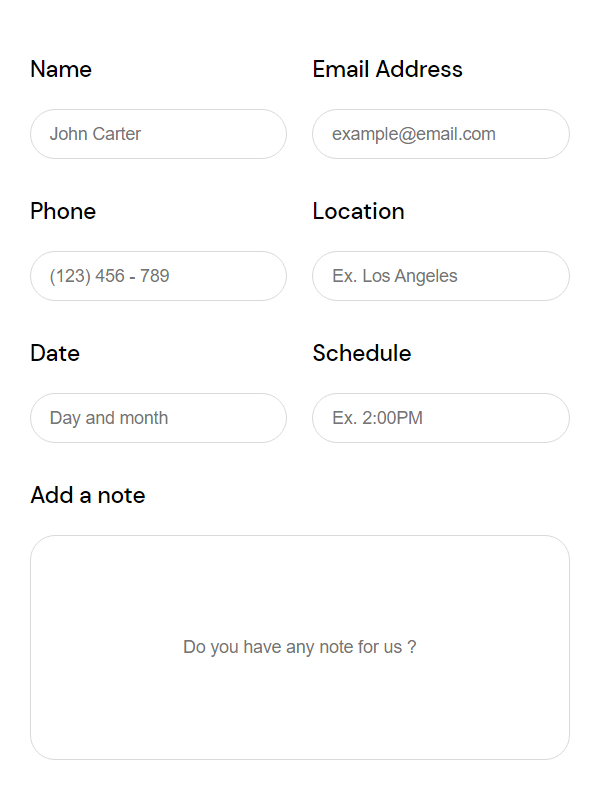 Name
Email Address
John Carter
example@email.com
Phone
Location
(123) 456 - 789
Ex. Los Angeles
Date
Schedule
Day and month
Ex. 2:00PM
Add a note
Do you have any note for us ?